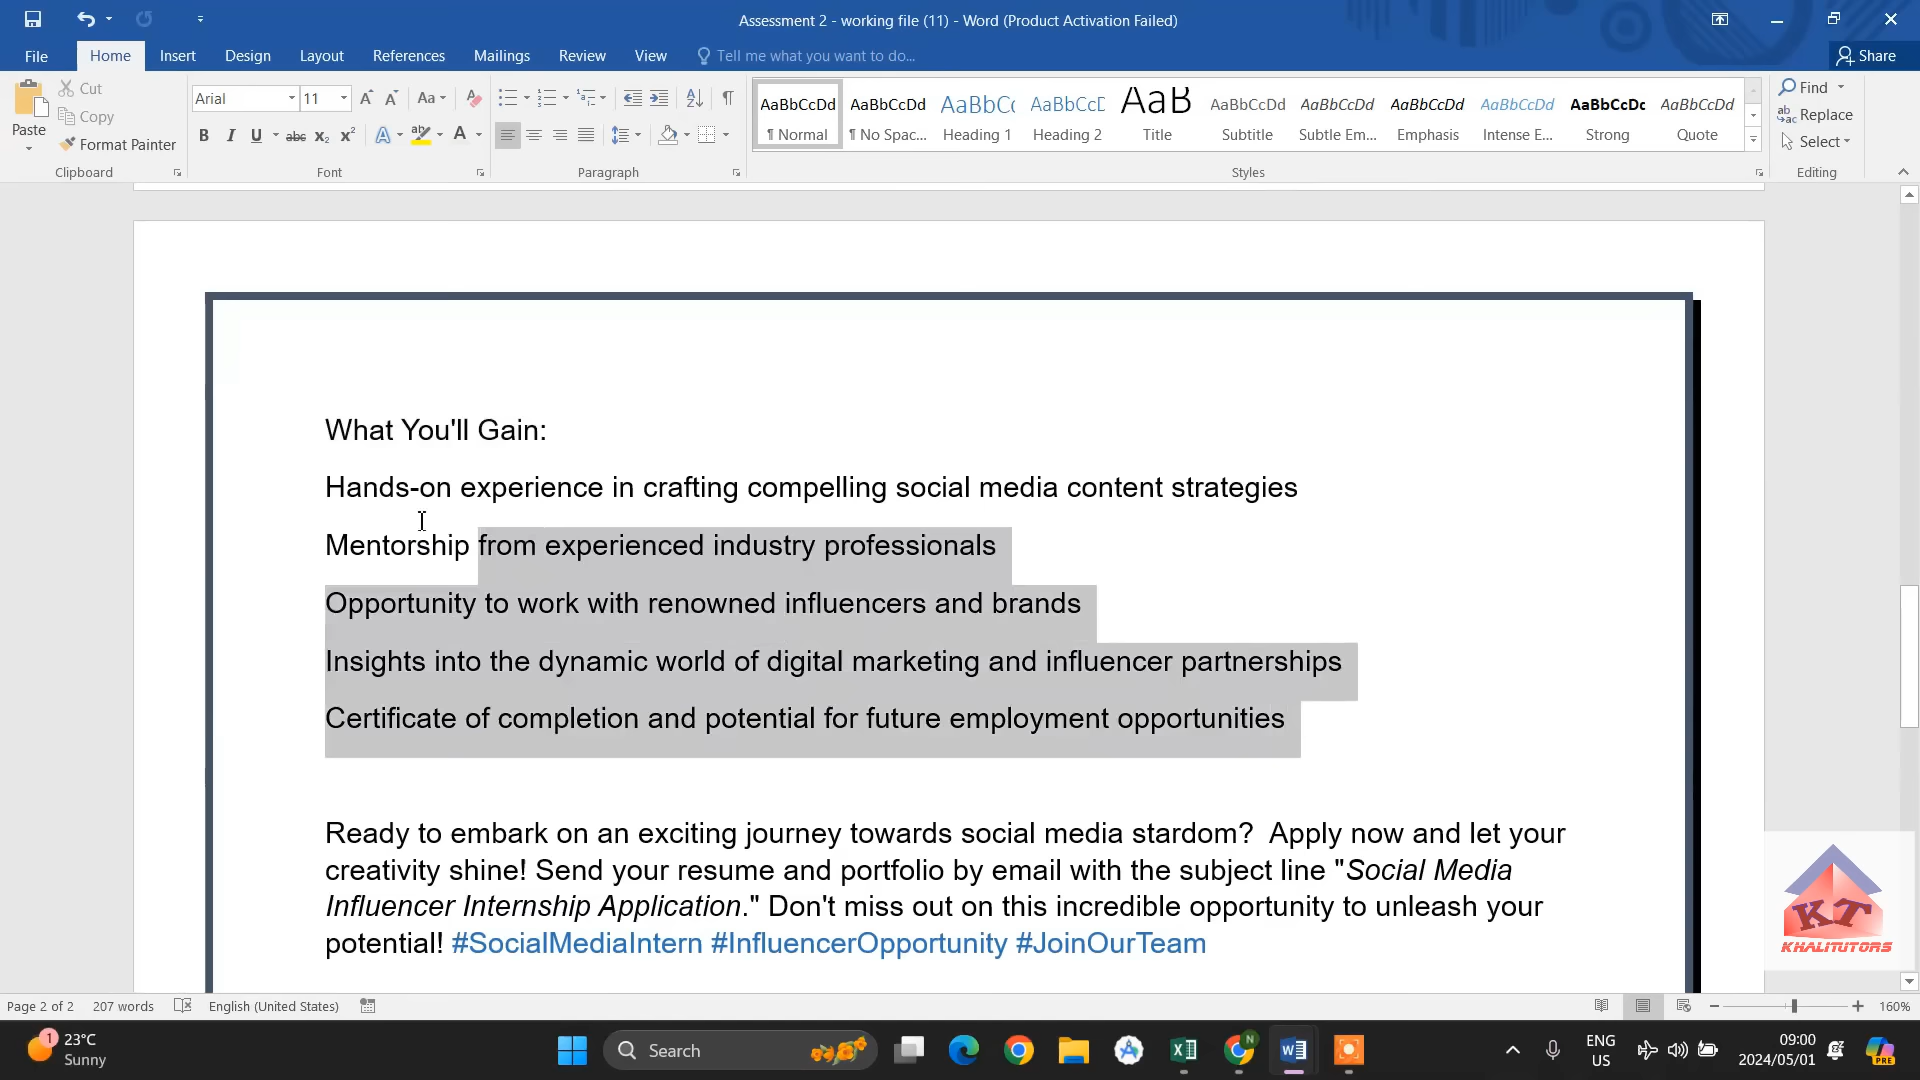 Assessment 2 - working file (11) - Word (Product Activation Failed)
File Home Insert Design Layout References Mailings Review View Tell me what you want to do... Share
Paste
Cut
Copy
Format Painter
Clipboard
Arial 11
Font
Paragraph
AaBbCcDd AaBbCcDd AaBbCc AaBbCcD AaB AaBbCcDd AaBbCcDd AaBbCcDd AaBbCcDd AaBbCcDc AaBbCcDd
¶ Normal ¶ No Spac... Heading 1 Heading 2 Title Subtitle Subtle Em... Emphasis Intense E... Strong Quote
Styles
Find
Replace
Select
Editing
What You'll Gain:
Hands-on experience in crafting compelling social media content strategies
Mentorship from experienced industry professionals
Opportunity to work with renowned influencers and brands
Insights into the dynamic world of digital marketing and influencer partnerships
Certificate of completion and potential for future employment opportunities
Ready to embark on an exciting journey towards social media stardom?  Apply now and let your
creativity shine! Send your resume and portfolio by email with the subject line "Social Media
Influencer Internship Application." Don't miss out on this incredible opportunity to unleash your
potential! #SocialMediaIntern #InfluencerOpportunity #JoinOurTeam
KT
KHALITUTORS
Page 2 of 2 207 words English (United States) 160%
1 23°C
Sunny
Search
ENG
US
09:00
2024/05/01
PRE